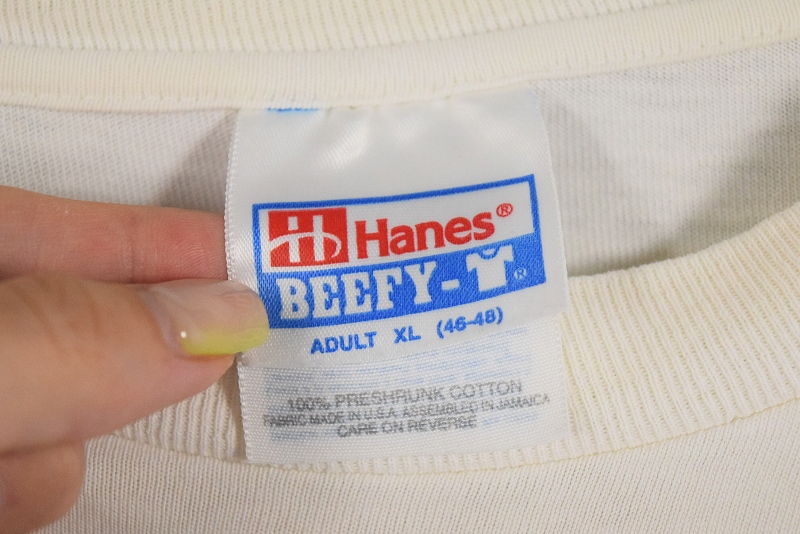 H Hanes®
BEEFY-T®
ADULT XL (46-48)
100% PRESHRUNK COTTON
FABRIC MADE IN U.S.A. ASSEMBLED IN JAMAICA
CARE ON REVERSE